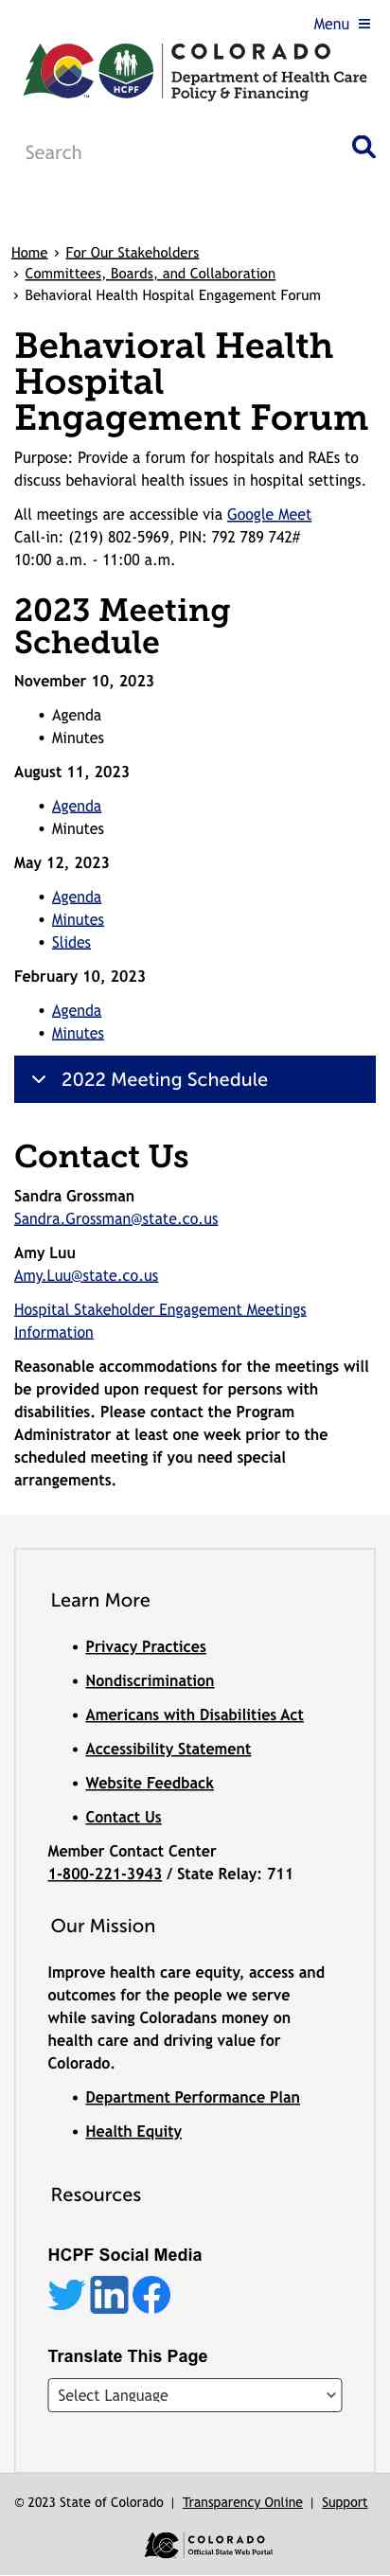 Menu
COLORADO
Department of Health Care
Policy & Financing
HCPF
TM
Search
Home › For Our Stakeholders
› Committees, Boards, and Collaboration
› Behavioral Health Hospital Engagement Forum
Behavioral Health
Hospital
Engagement Forum
Purpose: Provide a forum for hospitals and RAEs to
discuss behavioral health issues in hospital settings.
All meetings are accessible via Google Meet
Call-in: (219) 802-5969, PIN: 792 789 742#
10:00 a.m. - 11:00 a.m.
2023 Meeting
Schedule
November 10, 2023
• Agenda
• Minutes
August 11, 2023
• Agenda
• Minutes
May 12, 2023
• Agenda
• Minutes
• Slides
February 10, 2023
• Agenda
• Minutes
2022 Meeting Schedule
Contact Us
Sandra Grossman
Sandra.Grossman@state.co.us
Amy Luu
Amy.Luu@state.co.us
Hospital Stakeholder Engagement Meetings
Information
Reasonable accommodations for the meetings will
be provided upon request for persons with
disabilities. Please contact the Program
Administrator at least one week prior to the
scheduled meeting if you need special
arrangements.
Learn More
• Privacy Practices
• Nondiscrimination
• Americans with Disabilities Act
• Accessibility Statement
• Website Feedback
• Contact Us
Member Contact Center
1-800-221-3943 / State Relay: 711
Our Mission
Improve health care equity, access and
outcomes for the people we serve
while saving Coloradans money on
health care and driving value for
Colorado.
• Department Performance Plan
• Health Equity
Resources
HCPF Social Media
Translate This Page
Select Language
© 2023 State of Colorado | Transparency Online | Support
COLORADO
Official State Web Portal